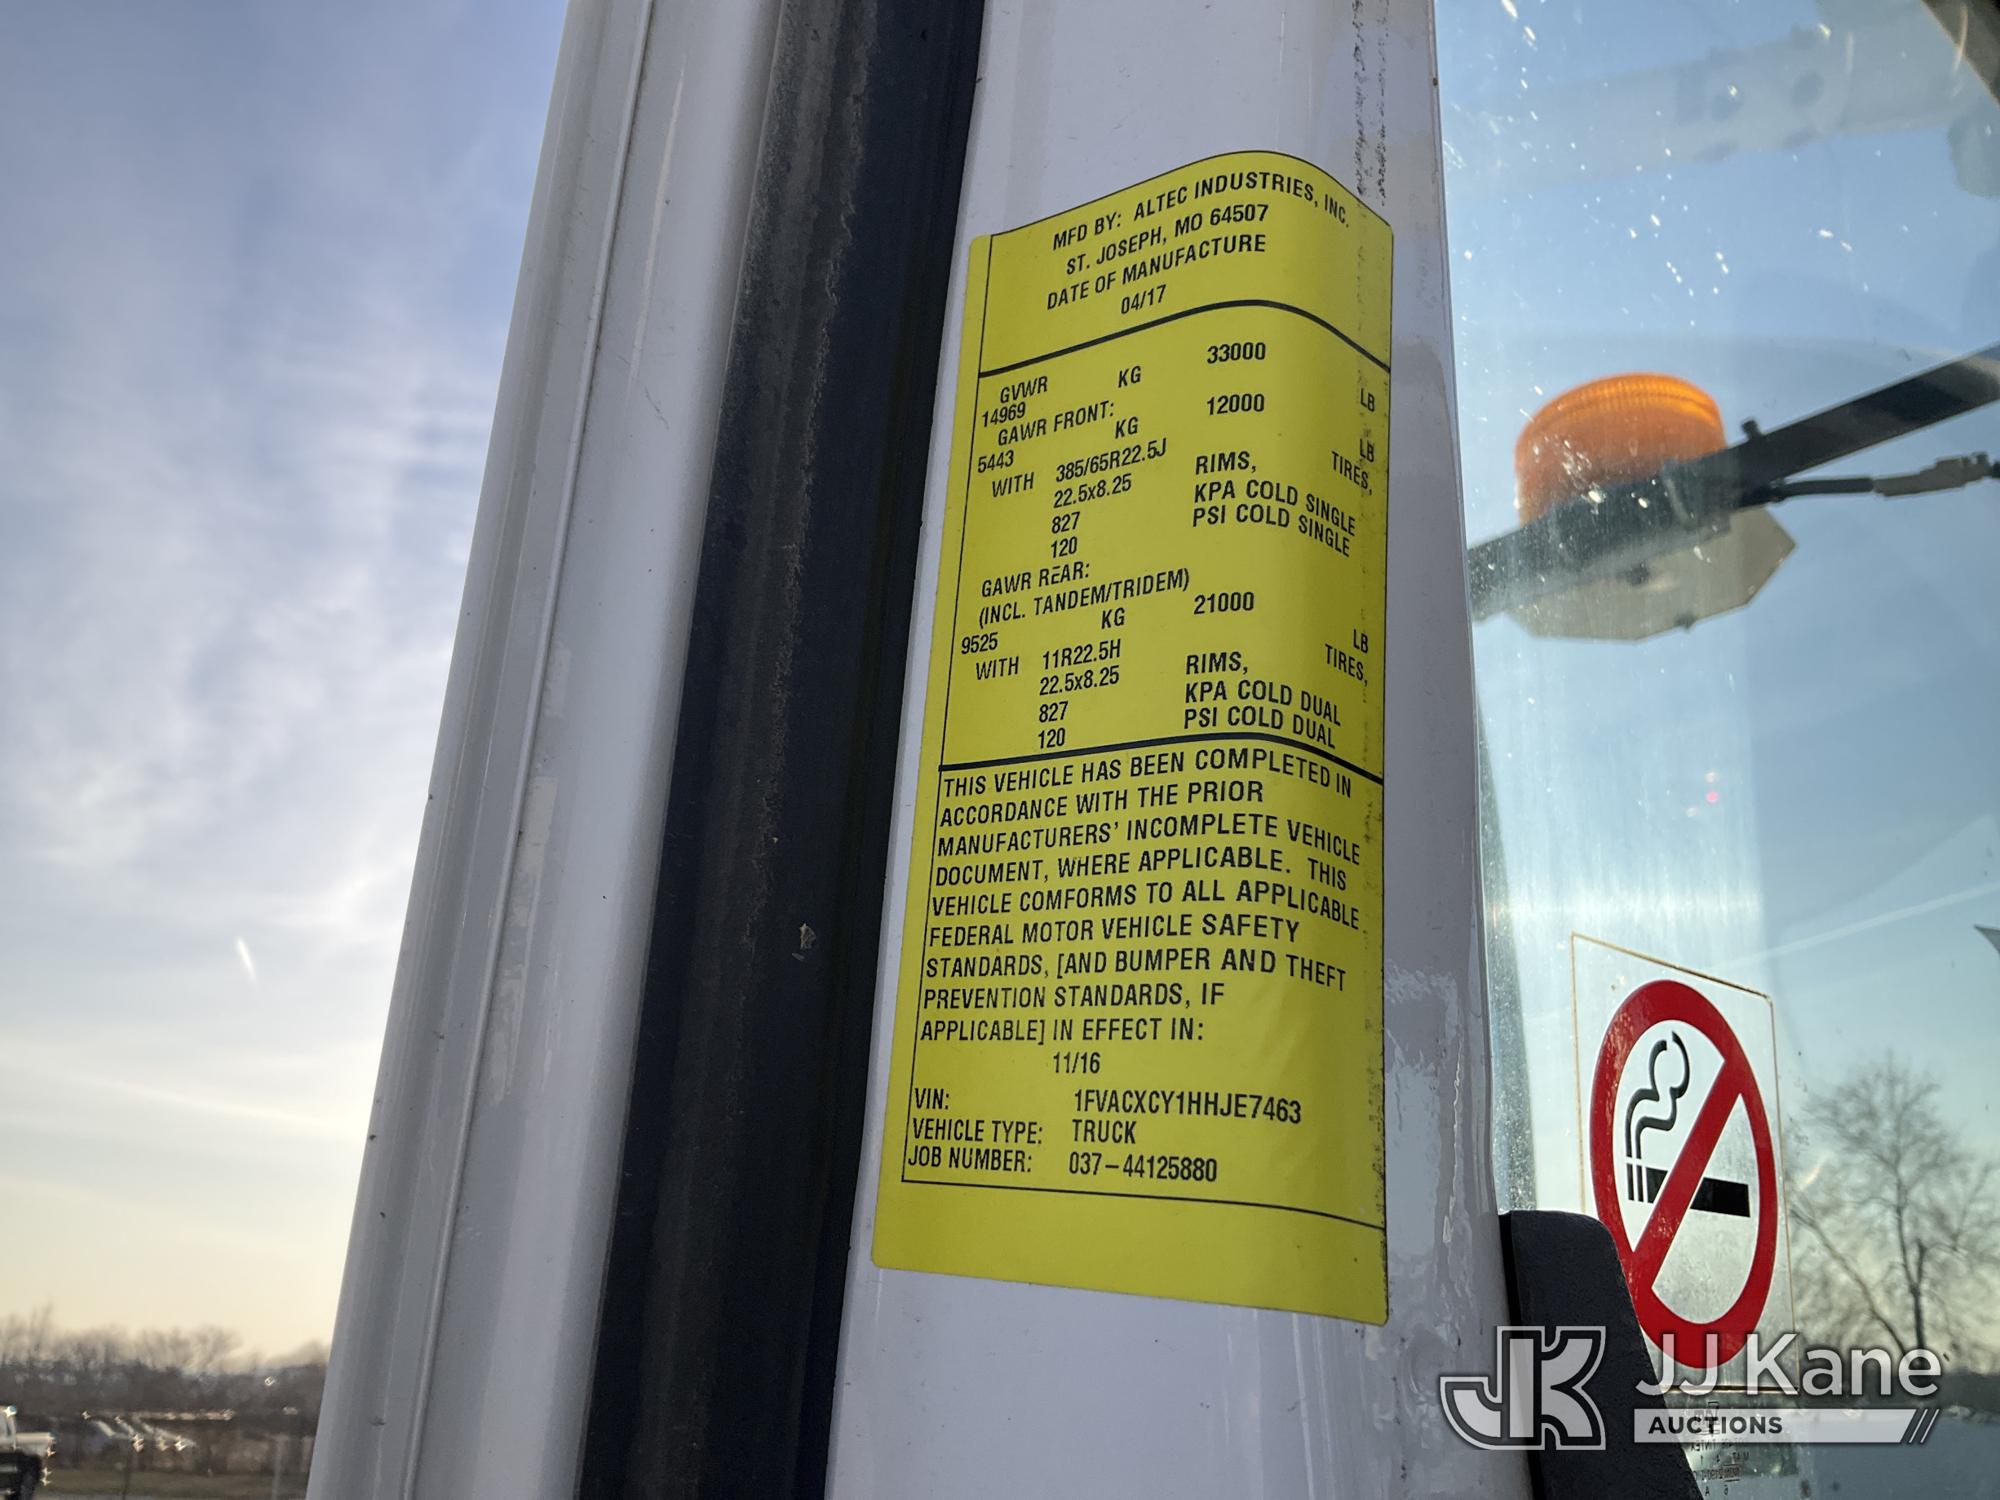 MFD BY: ALTEC INDUSTRIES, INC.
ST. JOSEPH, MO 64507
DATE OF MANUFACTURE
04/17
GVWR
14969 KG 33000 LB
GAWR FRONT:
5443 KG 12000 LB
WITH 385/65R22.5J TIRES,
22.5x8.25 RIMS,
827 KPA COLD SINGLE
120 PSI COLD SINGLE
GAWR REAR:
(INCL. TANDEM/TRIDEM)
9525 KG 21000 LB
WITH 11R22.5H TIRES,
22.5x8.25 RIMS,
827 KPA COLD DUAL
120 PSI COLD DUAL
THIS VEHICLE HAS BEEN COMPLETED IN
ACCORDANCE WITH THE PRIOR
MANUFACTURERS' INCOMPLETE VEHICLE
DOCUMENT, WHERE APPLICABLE. THIS
VEHICLE COMFORMS TO ALL APPLICABLE
FEDERAL MOTOR VEHICLE SAFETY
STANDARDS, [AND BUMPER AND THEFT
PREVENTION STANDARDS, IF
APPLICABLE] IN EFFECT IN:
11/16
VIN: 1FVACXCY1HHJE7463
VEHICLE TYPE: TRUCK
JOB NUMBER: 037-44125880
JK JJ Kane
AUCTIONS